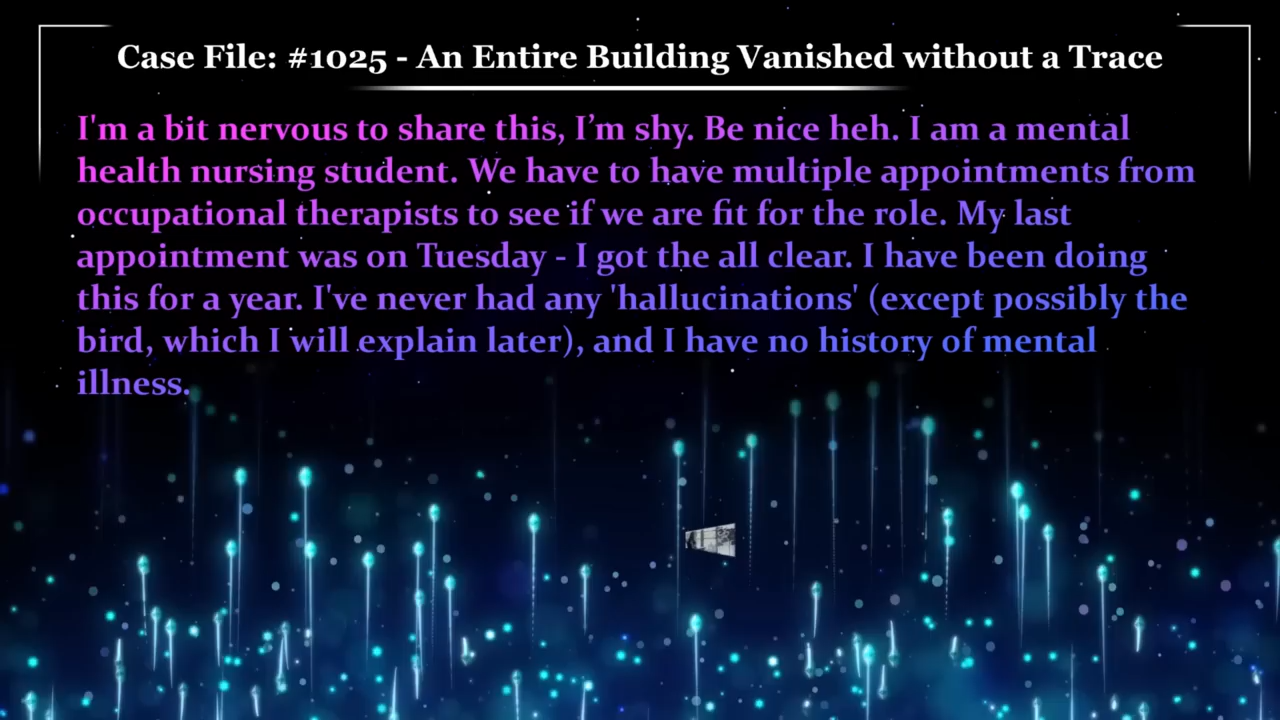 Case File: #1025 - An Entire Building Vanished without a Trace
I'm a bit nervous to share this, I’m shy. Be nice heh. I am a mental
health nursing student. We have to have multiple appointments from
occupational therapists to see if we are fit for the role. My last
appointment was on Tuesday - I got the all clear. I have been doing
this for a year. I've never had any 'hallucinations' (except possibly the
bird, which I will explain later), and I have no history of mental
illness.